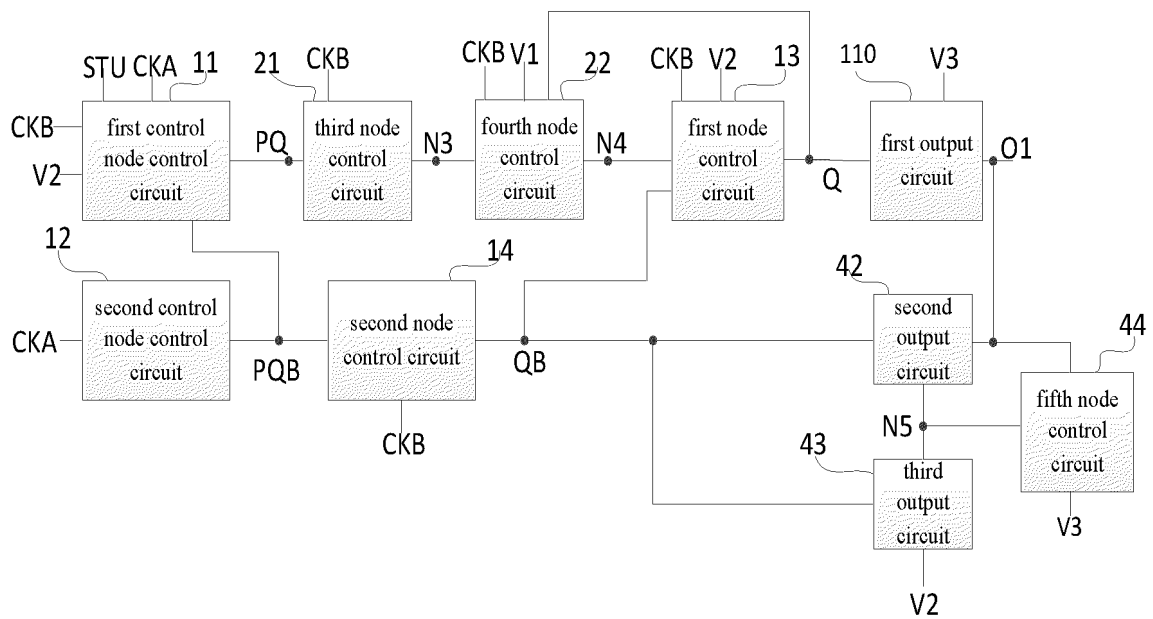 STU CKA 11
21 CKB
CKB V1 22
CKB V2 13
110 V3
CKB
V2
first control
node control
circuit
PQ
third node
control
circuit
N3
fourth node
control
circuit
N4
first node
control
circuit
Q
first output
circuit
O1
12
CKA
second control
node control
circuit
PQB
14
second node
control circuit
CKB
QB
42
second
output
circuit
44
fifth node
control
circuit
V3
N5
43
third
output
circuit
V2